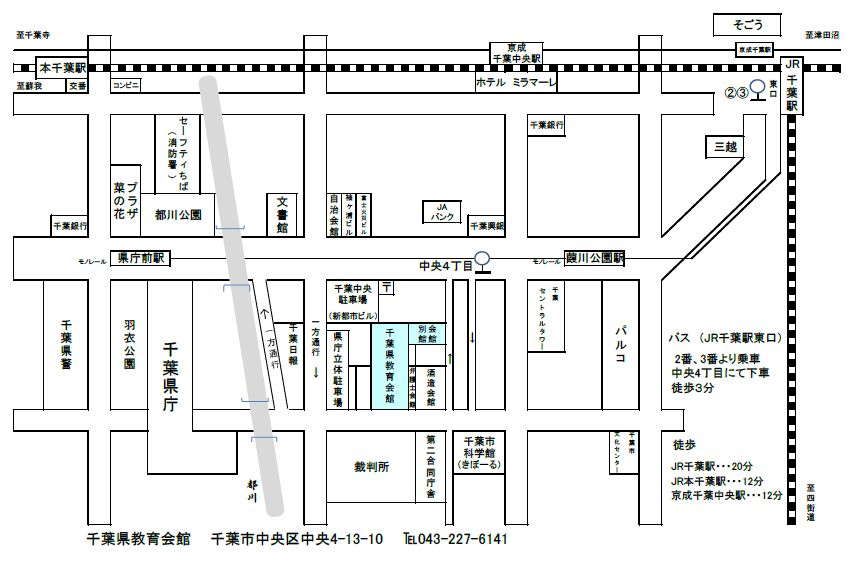 至千葉寺
そごう
至津田沼
京成
千葉中央駅
京成千葉駅
本千葉駅
JR
千葉駅
至蘇我
交番
コンビニ
ホテル ミラマーレ
②③
東口
セーフティちば
（消防署）
千葉銀行
三越
プラザ
菜の花
都川公園
文書館
自治会館
袖ヶ浦ビル
富士火災ビル
JA
バンク
千葉興銀
千葉銀行
モノレール
県庁前駅
中央4丁目
モノレール
葭川公園駅
千葉県警
羽衣公園
千葉県庁
一方通行
千葉日報
一方通行
↓
千葉中央
駐車場
(新都市ビル)
〒
県庁立体駐車場
千葉県教育会館
別館
会館
弁護士会館
酒造会館
↑
↓
千葉
セントラルタワー
パルコ
バス （JR千葉駅東口）
2番、3番より乗車
中央4丁目にて下車
徒歩３分
都川
裁判所
第二合同庁舎
千葉市
科学館
(きぼーる)
千葉市
文化センター
徒歩
JR千葉駅・・・20分
JR本千葉駅・・・12分
京成千葉中央駅・・・12分
至四街道
千葉県教育会館 千葉市中央区中央4-13-10 ℡043-227-6141